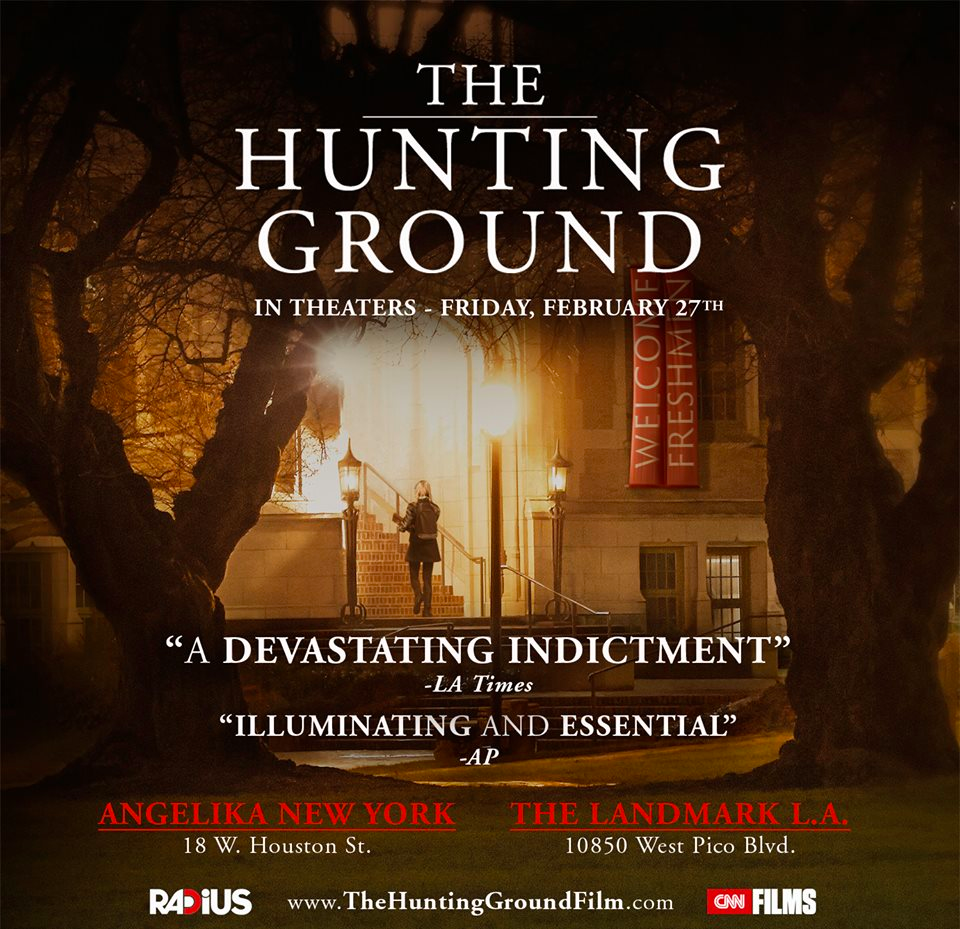 THE
HUNTING
GROUND
IN THEATERS - FRIDAY, FEBRUARY 27TH
WELCOME
FRESHMEN
“A DEVASTATING INDICTMENT”
-LA Times
“ILLUMINATING AND ESSENTIAL”
-AP
ANGELIKA NEW YORK
18 W. Houston St.
THE LANDMARK L.A.
10850 West Pico Blvd.
RADiUS
www.TheHuntingGroundFilm.com
CNN FILMS